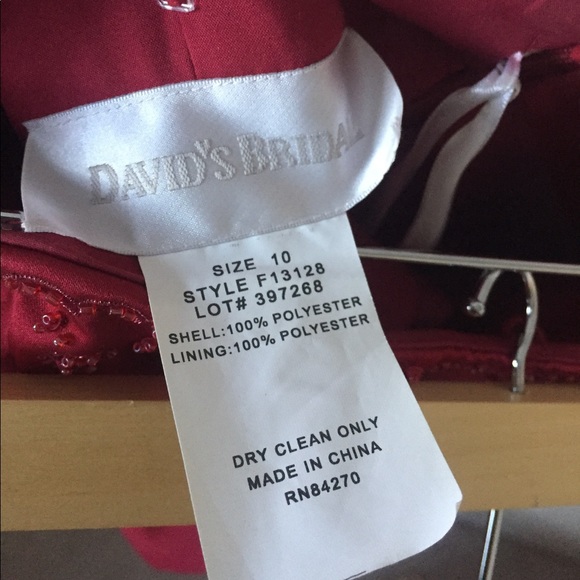 DAVID'S BRIDAL
SIZE 10
STYLE F13128
LOT# 397268
SHELL:100% POLYESTER
LINING:100% POLYESTER
DRY CLEAN ONLY
MADE IN CHINA
RN84270